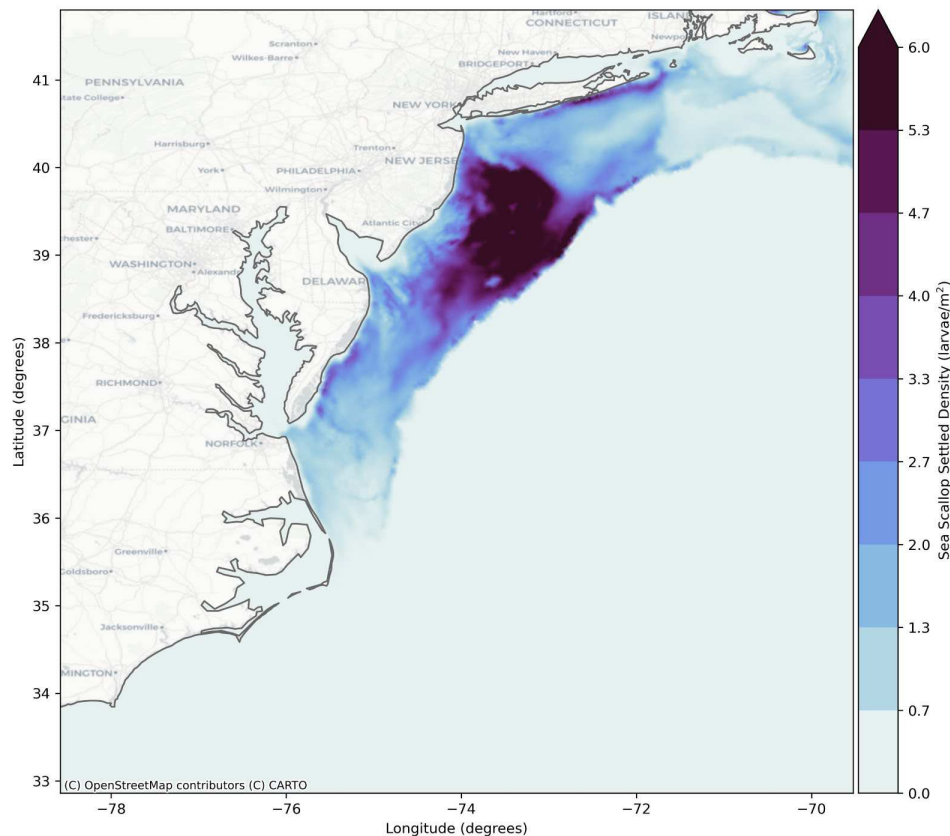 Hartford•
CONNECTICUT
ISLAN
Scranton•
Wilkes-Barre•
New Haven•
Newpo
BRIDGEPORT
PENNSYLVANIA
State College•
NEW YORK
Harrisburg•
Trenton•
NEW JERSE
York•
PHILADELPHIA•
Wilmington•
MARYLAND
BALTIMORE•
Atlantic City
chester•
WASHINGTON•
•Alexand
DELAWAR
Fredericksburg•
RICHMOND•
GINIA
NORFOLK•
Greenville•
Goldsboro•
Jacksonville•
MINGTON•
(C) OpenStreetMap contributors (C) CARTO
41
40
39
38
37
36
35
34
33
Latitude (degrees)
−78
−76
−74
−72
−70
Longitude (degrees)
6.0
5.3
4.7
4.0
3.3
2.7
2.0
1.3
0.7
0.0
Sea Scallop Settled Density (larvae/m²)